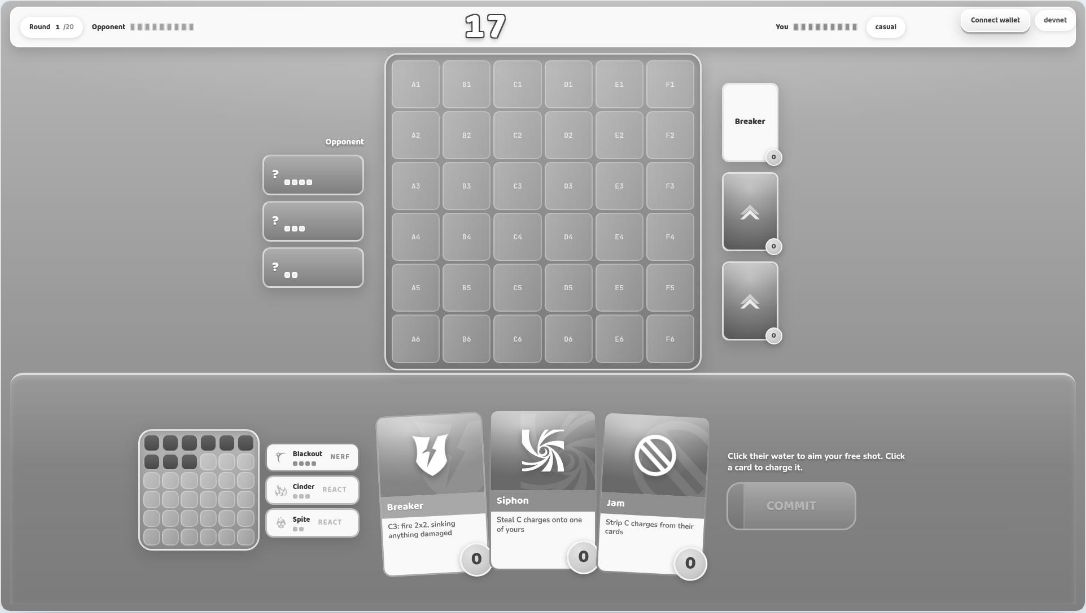 Round 1 /20
Opponent
17
You
casual
Connect wallet
devnet
A1 B1 C1 D1 E1 F1
A2 B2 C2 D2 E2 F2
A3 B3 C3 D3 E3 F3
A4 B4 C4 D4 E4 F4
A5 B5 C5 D5 E5 F5
A6 B6 C6 D6 E6 F6
Opponent
?
?
?
Breaker
0
0
0
Blackout NERF
Cinder REACT
Spite REACT
Breaker
C3: fire 2x2, sinking
anything damaged
0
Siphon
Steal C charges onto one
of yours
0
Jam
Strip C charges from their
cards
0
Click their water to aim your free shot. Click
a card to charge it.
COMMIT